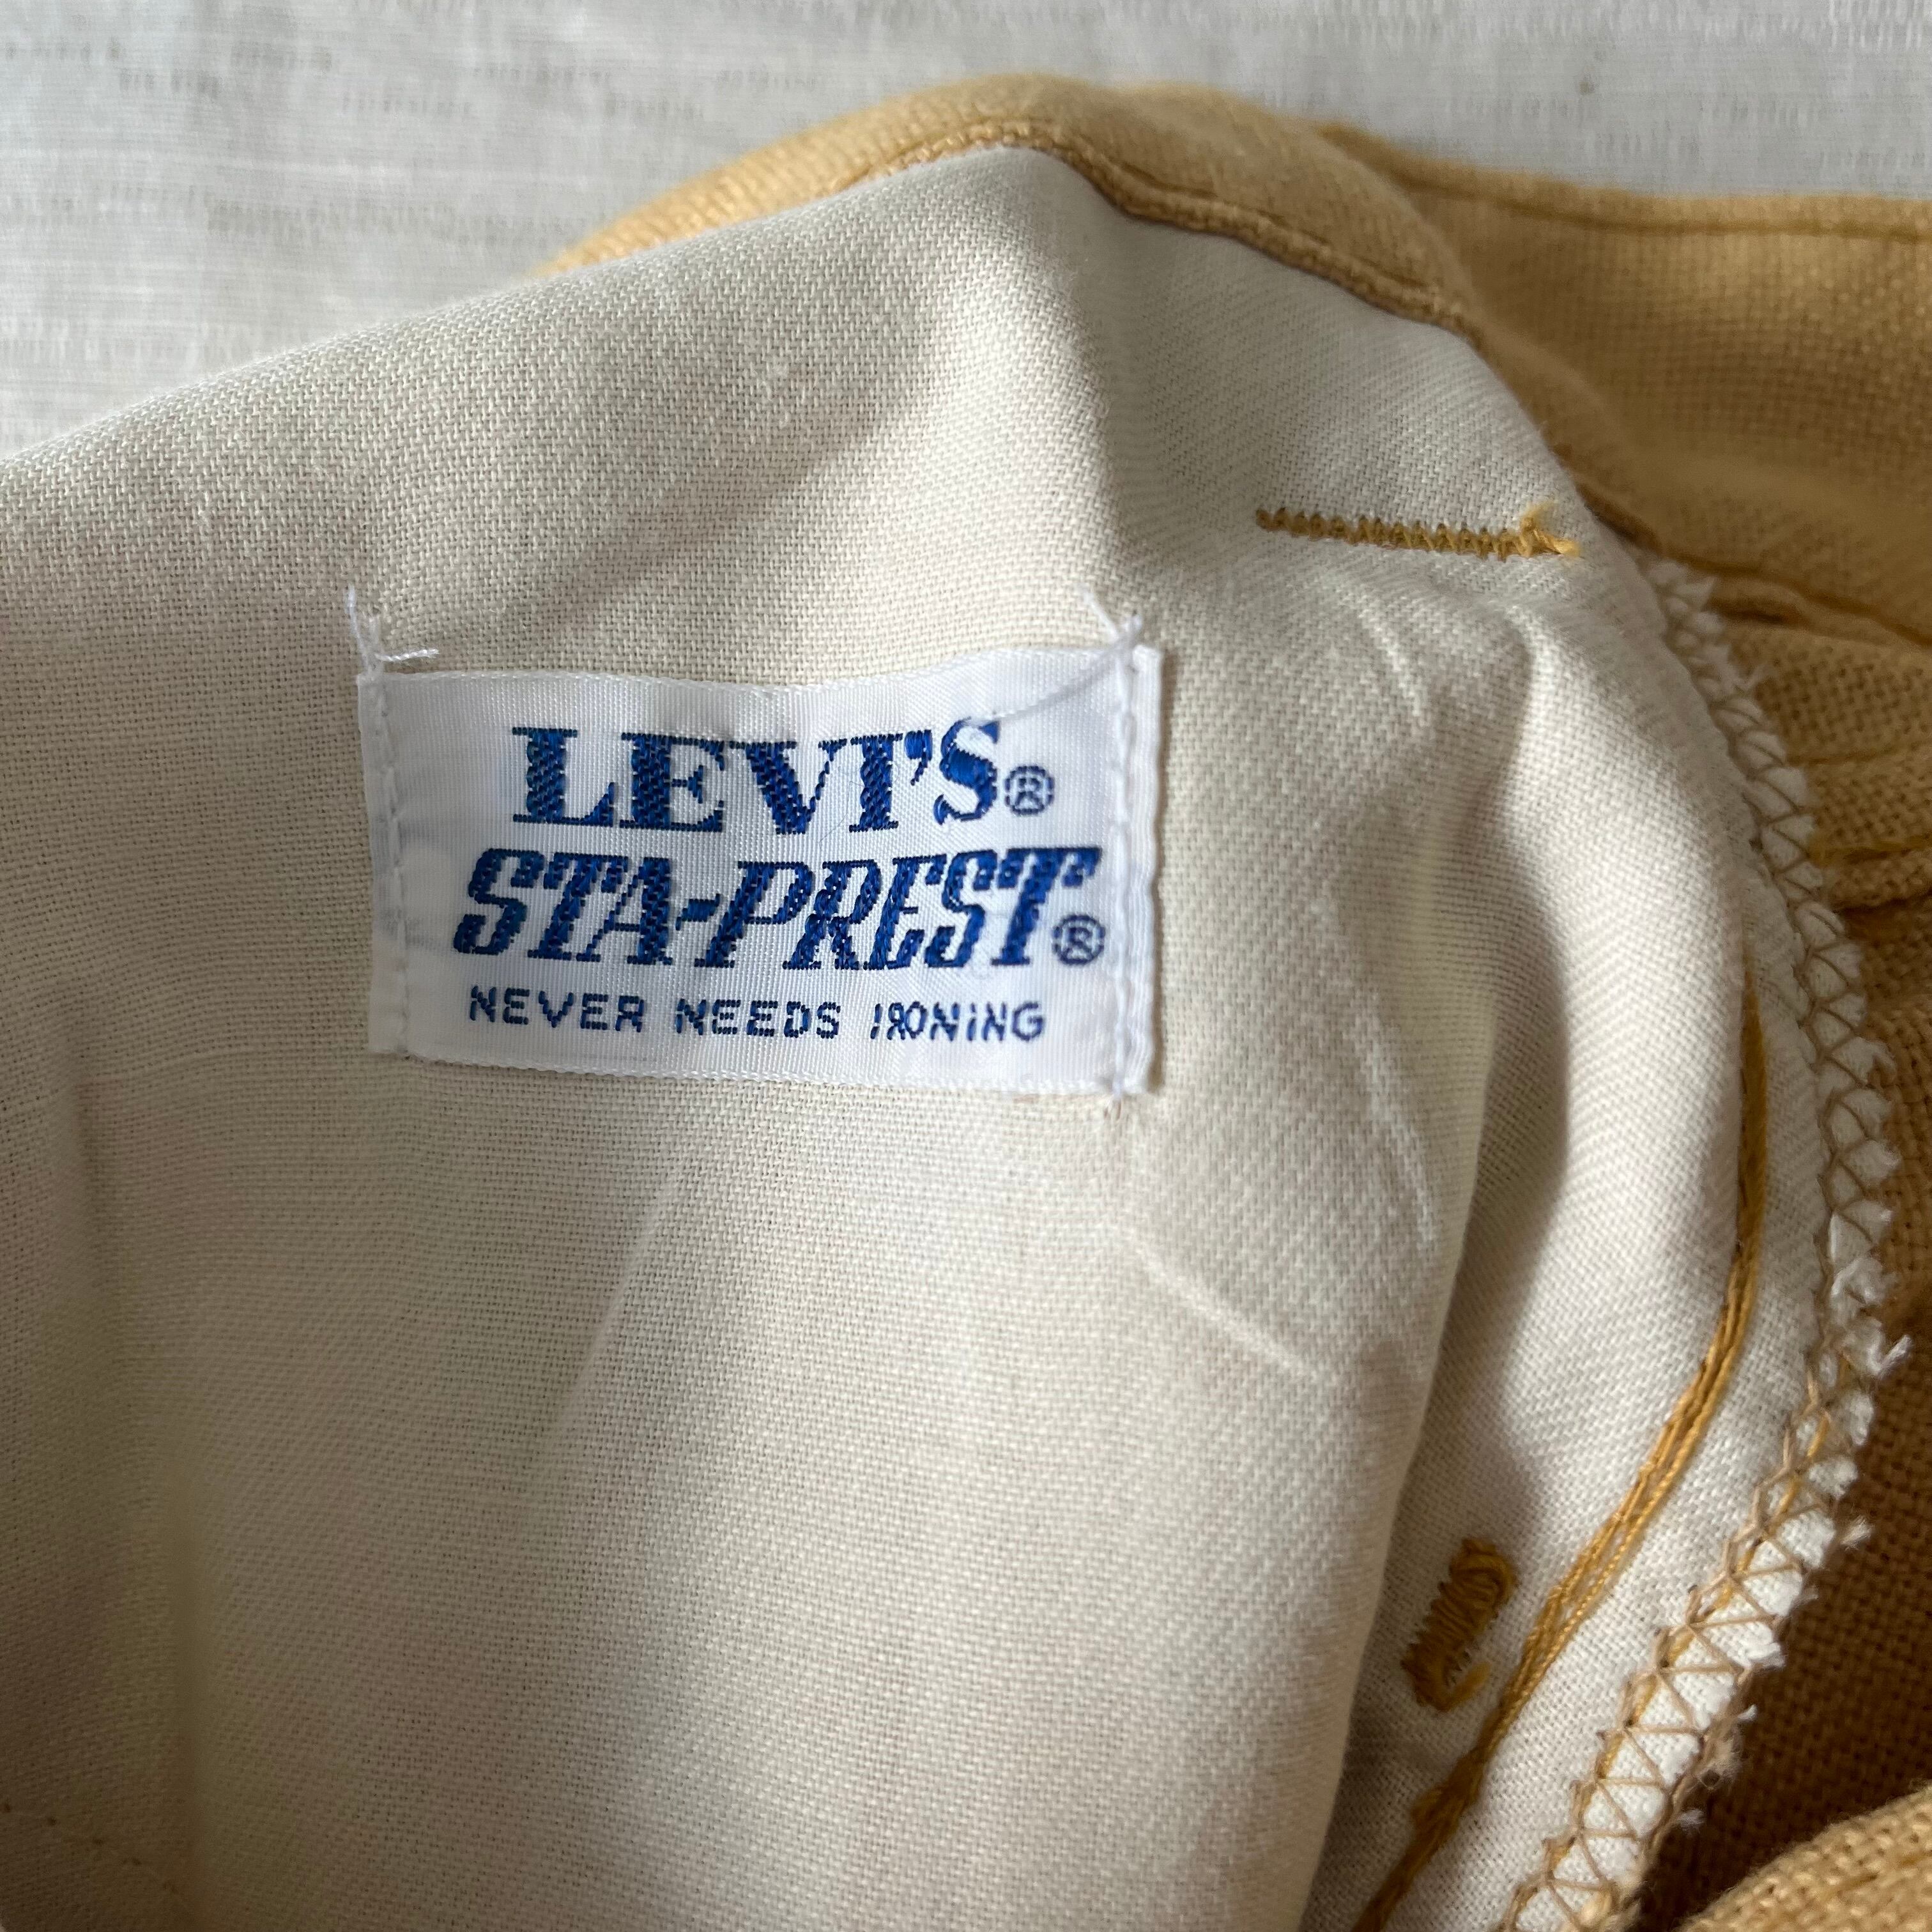 LEVI'S®
STA-PREST®
NEVER NEEDS IRONING